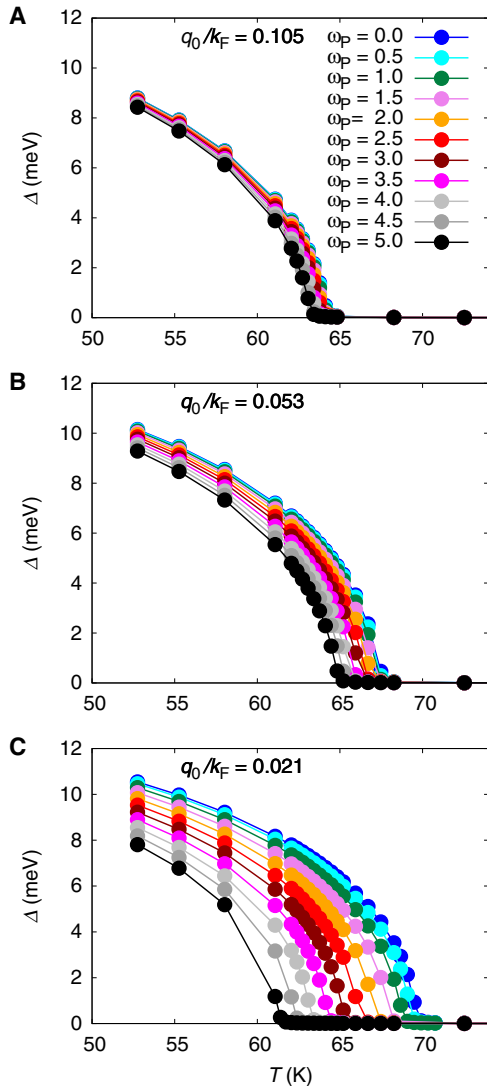 A
q0/kF = 0.105
ωP = 0.0
ωP = 0.5
ωP = 1.0
ωP = 1.5
ωP= 2.0
ωP = 2.5
ωP = 3.0
ωP = 3.5
ωP = 4.0
ωP = 4.5
ωP = 5.0
12
10
8
6
4
2
0
Δ (meV)
50 55 60 65 70
B
q0/kF = 0.053
12
10
8
6
4
2
0
Δ (meV)
50 55 60 65 70
C
q0/kF = 0.021
12
10
8
6
4
2
0
Δ (meV)
50 55 60 65 70
T (K)